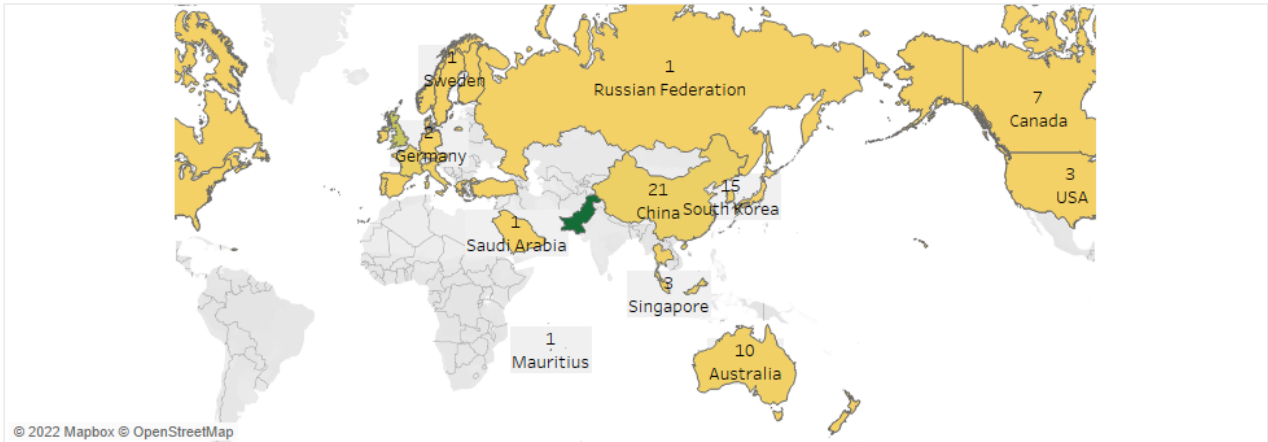 1
Sweden
1
Russian Federation
7
Canada
2
Germany
3
USA
21
China
15
South Korea
1
Saudi Arabia
3
Singapore
1
Mauritius
10
Australia
© 2022 Mapbox © OpenStreetMap